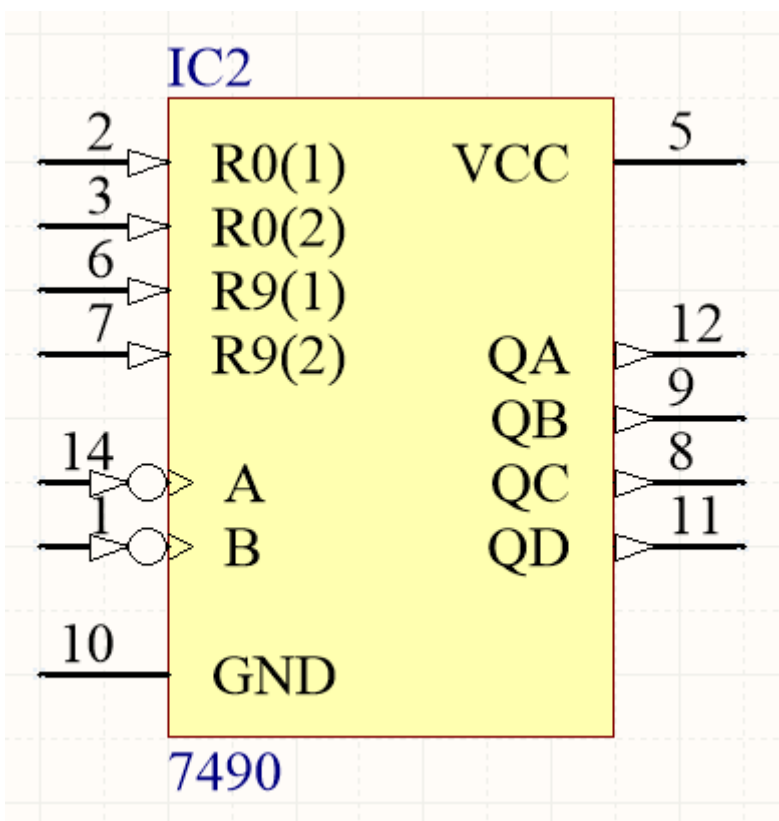 IC2
2 R0(1) VCC 5
3 R0(2)
6 R9(1)
7 R9(2) QA 12
QB 9
14 A QC 8
1 B QD 11
10 GND
7490